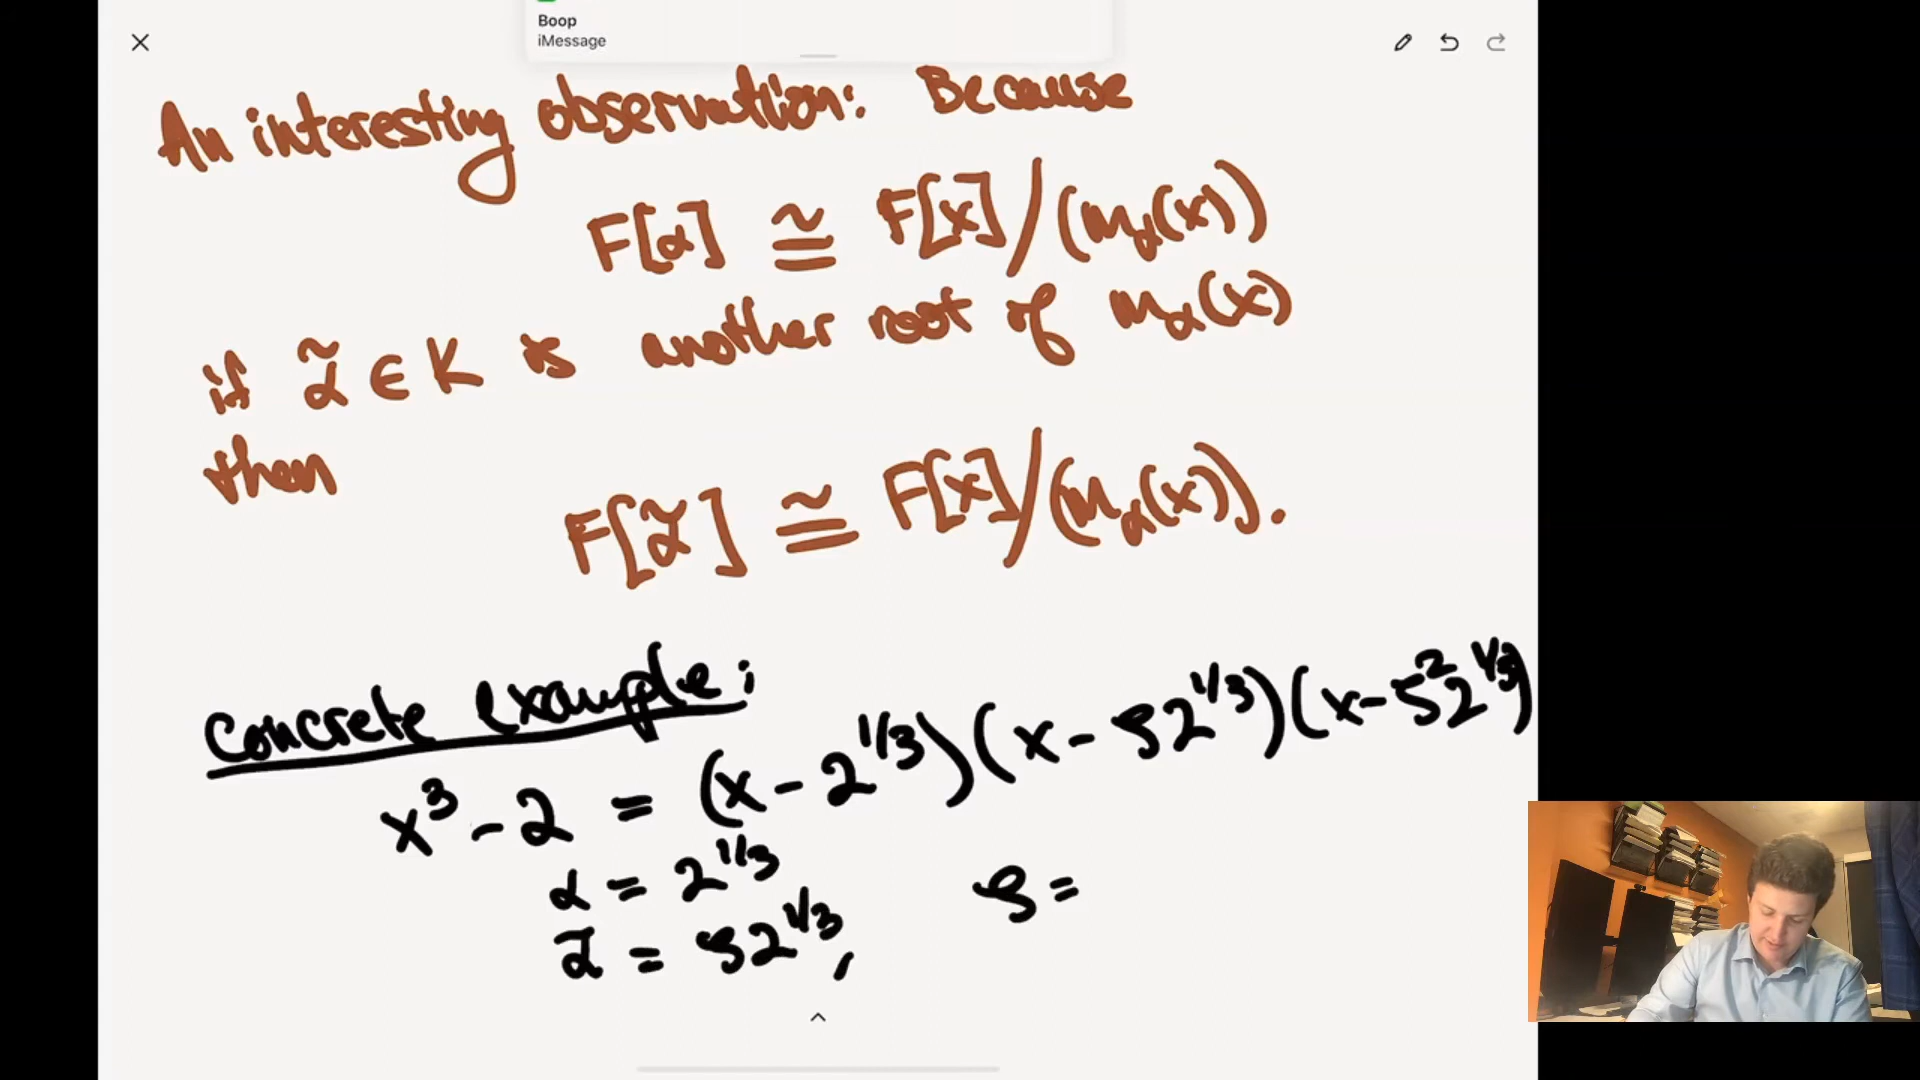 Boop
iMessage
An interesting observation: Because
F[α] ≅ F[x]/(m_α(x))
if α̃ ∈ K is another root of m_α(x)
then
F[α̃] ≅ F[x]/(m_α(x)).
Concrete example:
x³ - 2 = (x - 2^{1/3})(x - ζ2^{1/3})(x - ζ²2^{1/3})
α = 2^{1/3}
α̃ = ζ2^{1/3}, ζ =